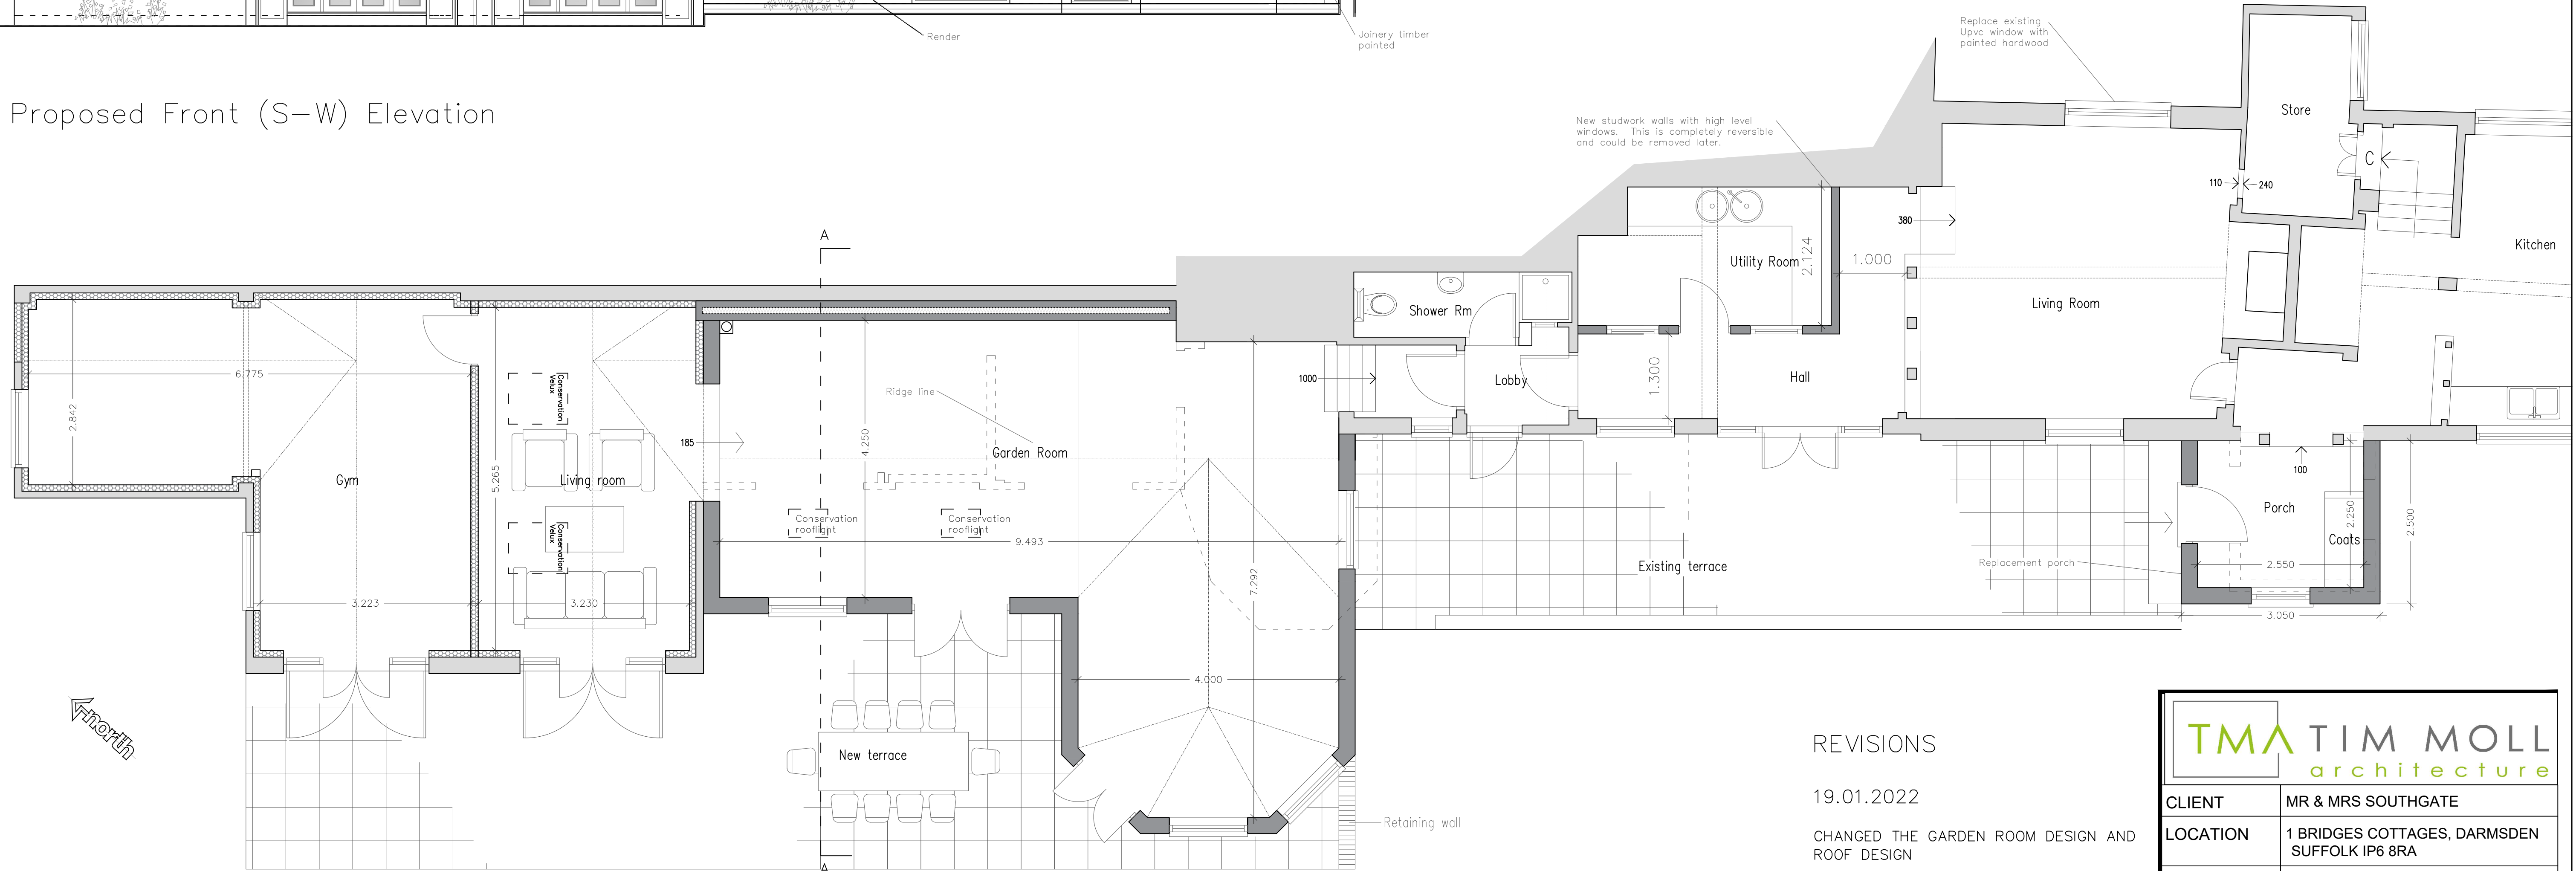 Render
Joinery timber
painted
Replace existing
Upvc window with
painted hardwood
Proposed Front (S-W) Elevation
New studwork walls with high level
windows. This is completely reversible
and could be removed later.
Store
C
110
240
380
Kitchen
A
Utility Room
2.124
1.000
Living Room
Shower Rm
1000
Lobby
1.300
Hall
6.775
2.842
Conservation
Velux
Ridge line
185
4.250
Garden Room
Gym
5.265
Living room
100
Porch
2.250
2.500
Coats
Conservation
rooflight
Conservation
rooflight
Conservation
Velux
9.493
7.292
Existing terrace
Replacement porch
2.550
3.050
3.223
3.230
4.000
north
New terrace
Retaining wall
A
REVISIONS
19.01.2022
CHANGED THE GARDEN ROOM DESIGN AND
ROOF DESIGN
TMA TIM MOLL
architecture
CLIENT MR & MRS SOUTHGATE
LOCATION 1 BRIDGES COTTAGES, DARMSDEN
SUFFOLK IP6 8RA